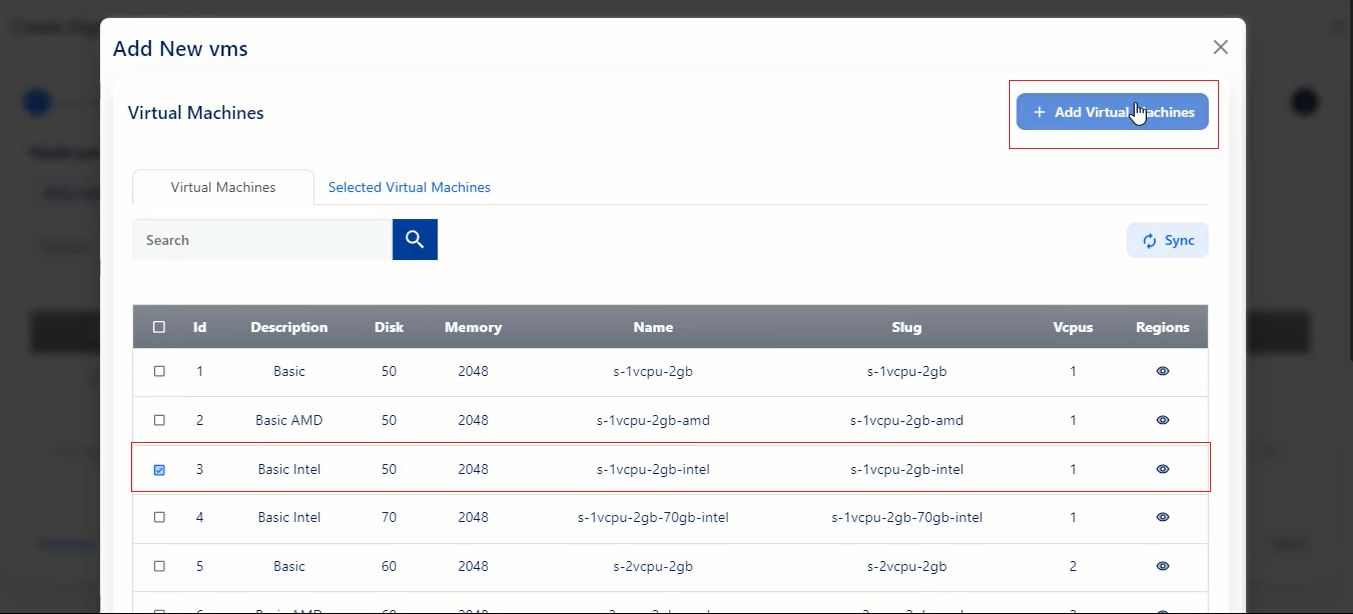 Add New vms
Virtual Machines
+ Add Virtual Machines
Virtual Machines Selected Virtual Machines
Search
Sync
Id Description Disk Memory Name Slug Vcpus Regions
1 Basic 50 2048 s-1vcpu-2gb s-1vcpu-2gb 1
2 Basic AMD 50 2048 s-1vcpu-2gb-amd s-1vcpu-2gb-amd 1
3 Basic Intel 50 2048 s-1vcpu-2gb-intel s-1vcpu-2gb-intel 1
4 Basic Intel 70 2048 s-1vcpu-2gb-70gb-intel s-1vcpu-2gb-70gb-intel 1
5 Basic 60 2048 s-2vcpu-2gb s-2vcpu-2gb 2